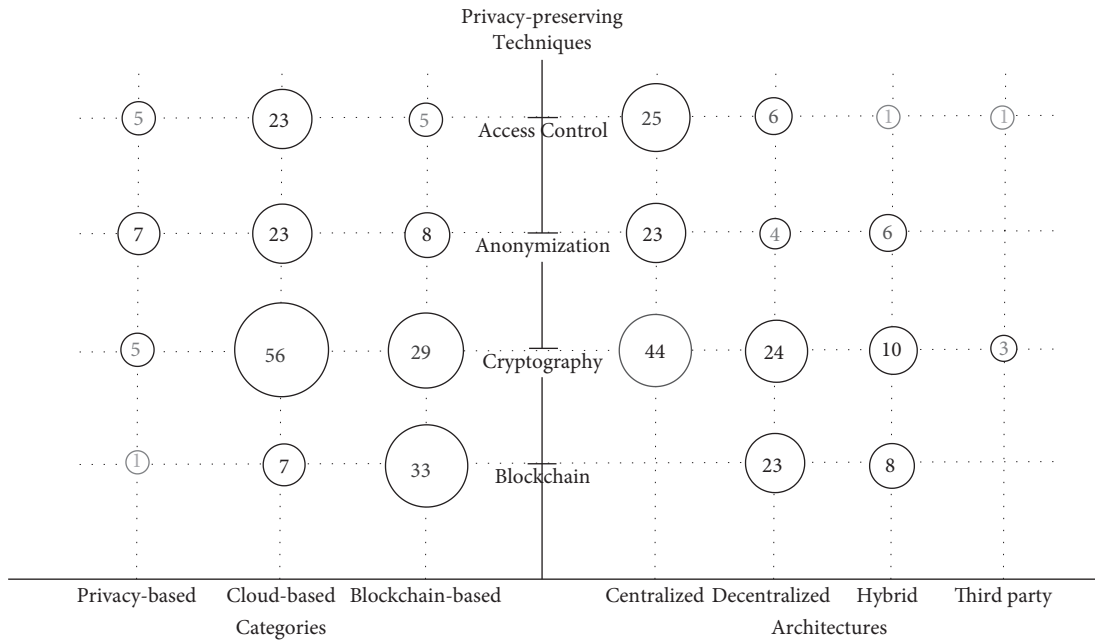 Privacy-preserving
Techniques
5 23 5 Access Control 25 6 1 1
7 23 8 Anonymization 23 4 6
5 56 29 Cryptography 44 24 10 3
1 7 33 Blockchain 23 8
Privacy-based Cloud-based Blockchain-based Centralized Decentralized Hybrid Third party
Categories Architectures